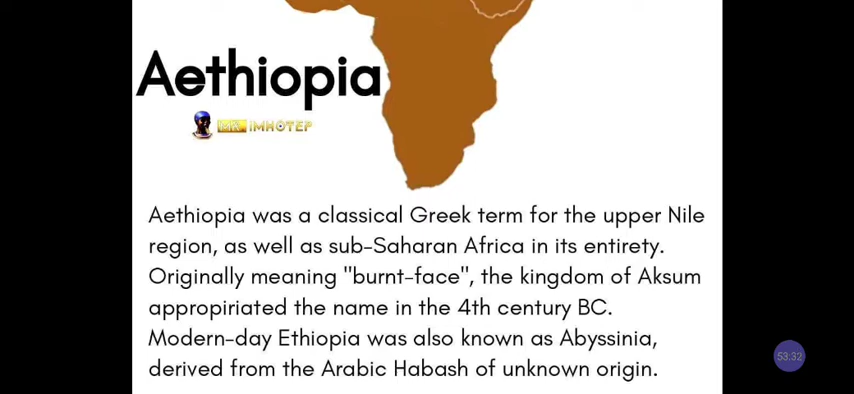 Aethiopia
IMHOTEP
Aethiopia was a classical Greek term for the upper Nile
region, as well as sub-Saharan Africa in its entirety.
Originally meaning "burnt-face", the kingdom of Aksum
appropiriated the name in the 4th century BC.
Modern-day Ethiopia was also known as Abyssinia,
derived from the Arabic Habash of unknown origin.
53:32